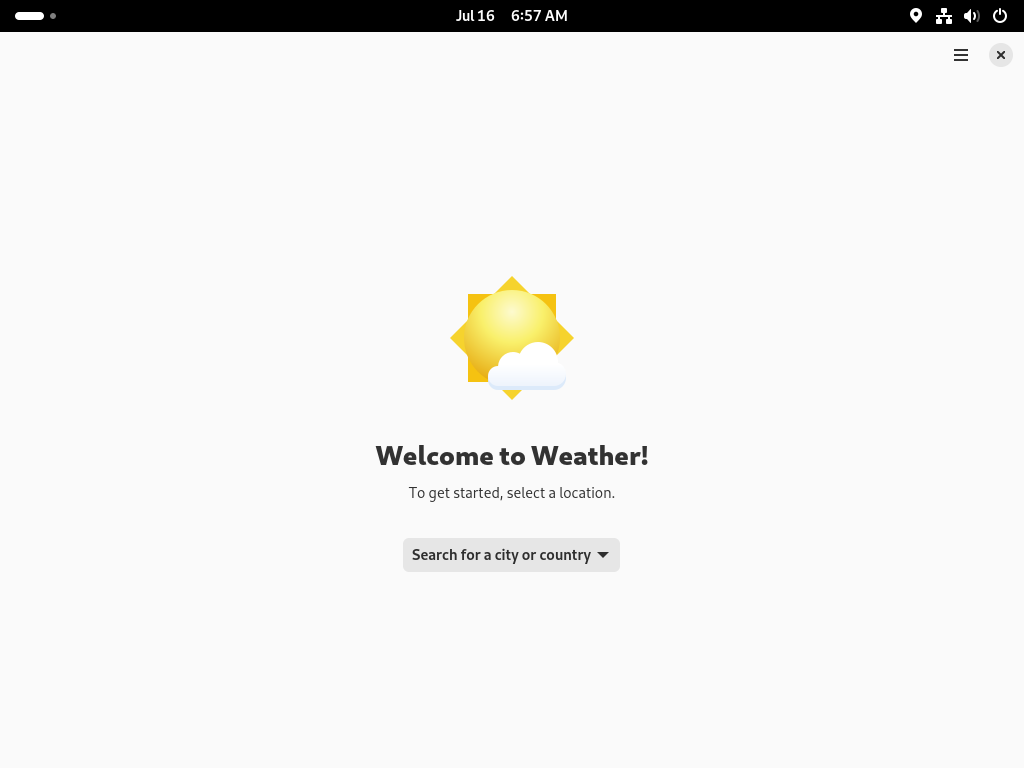 Jul 16 6:57 AM
Welcome to Weather!
To get started, select a location.
Search for a city or country